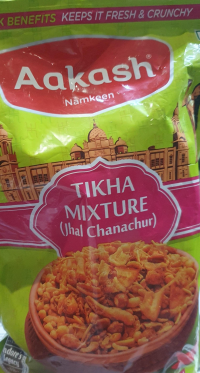 BENEFITS KEEPS IT FRESH & CRUNCHY
Aakash
Namkeen
TIKHA
MIXTURE
(Jhal Chanachur)